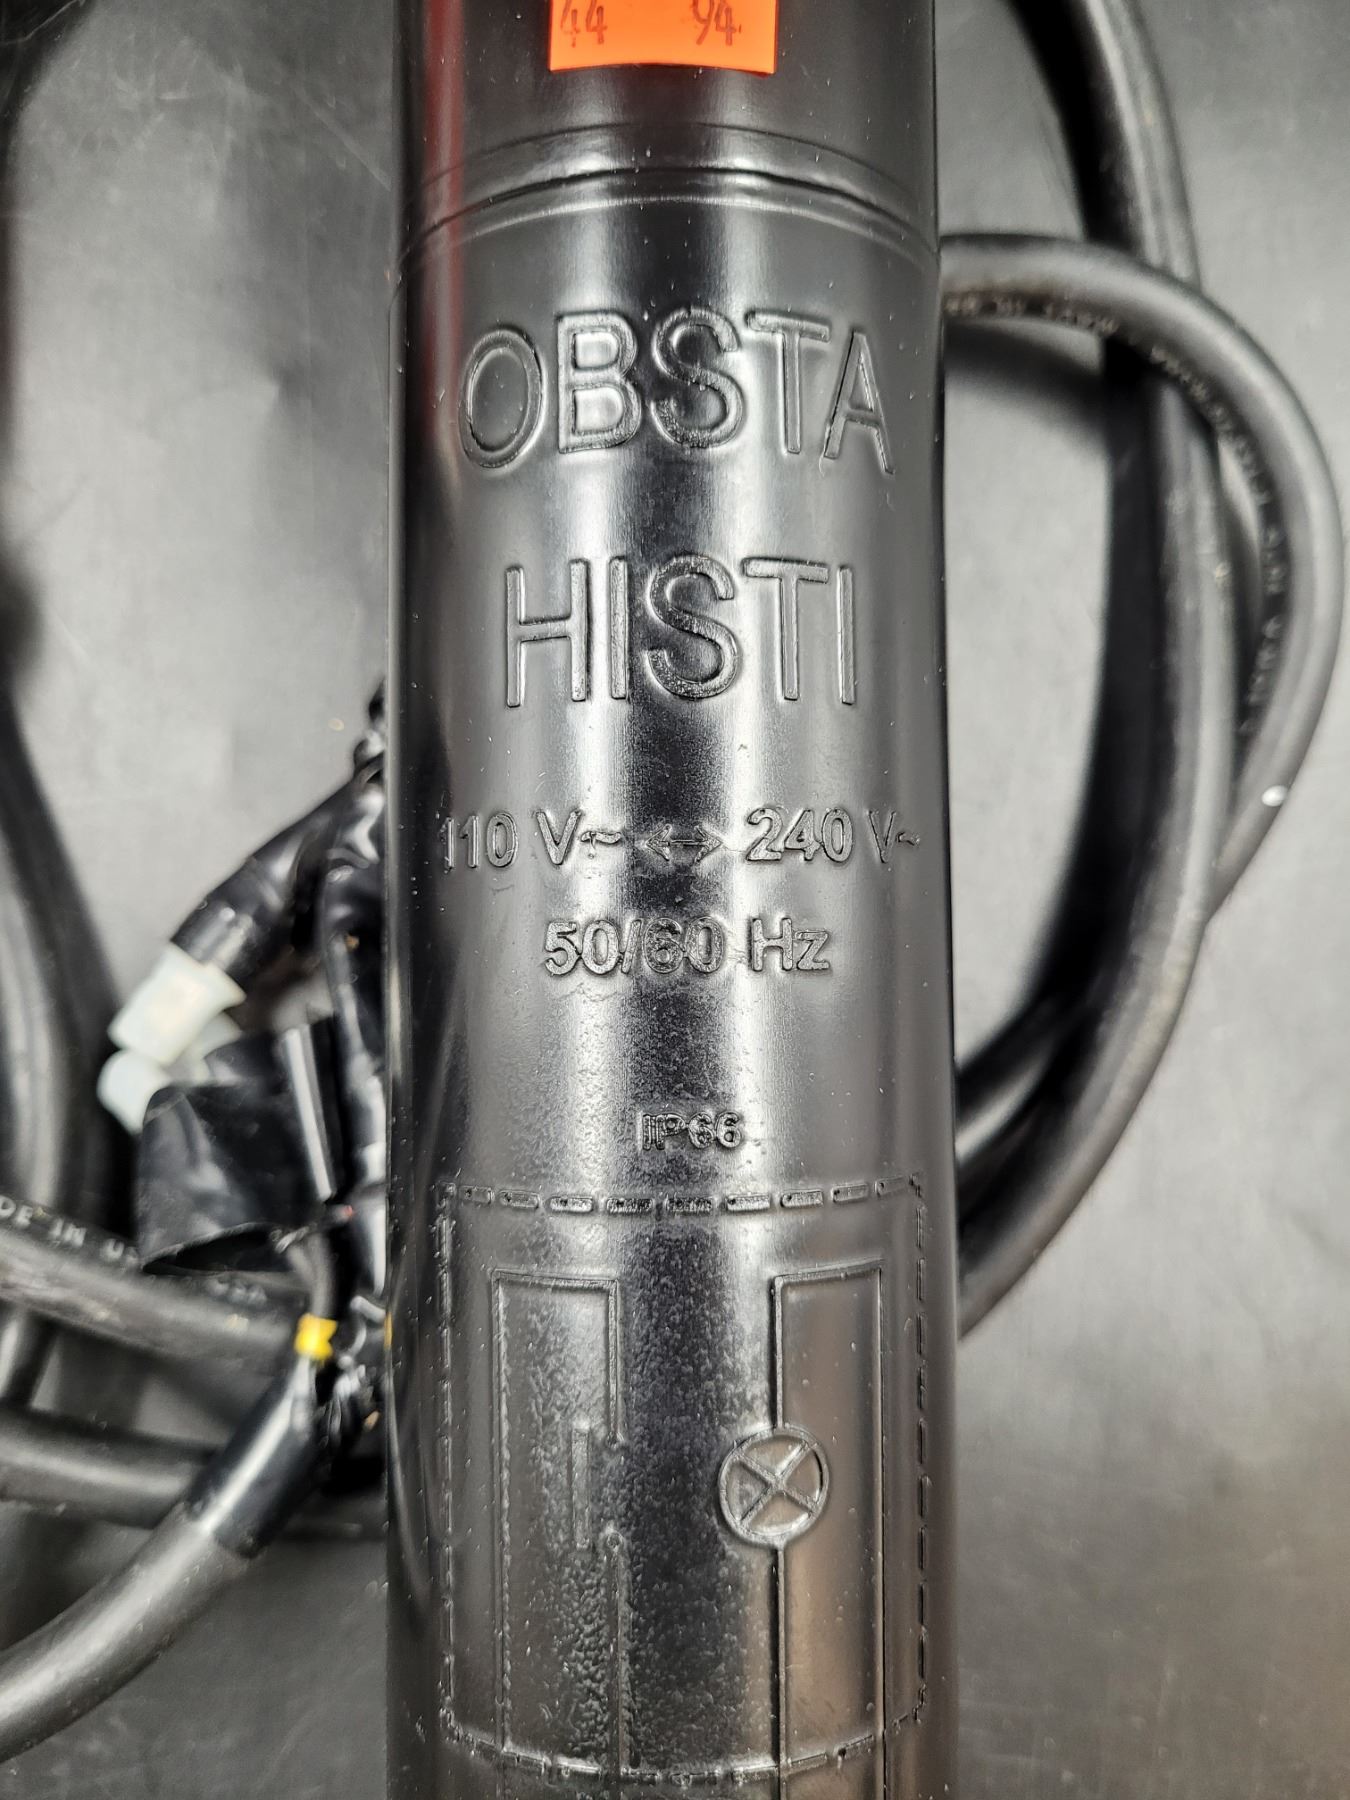 44 94
OBSTA
HISTI
110 V~ ↔ 240 V~
50/60 Hz
IP66